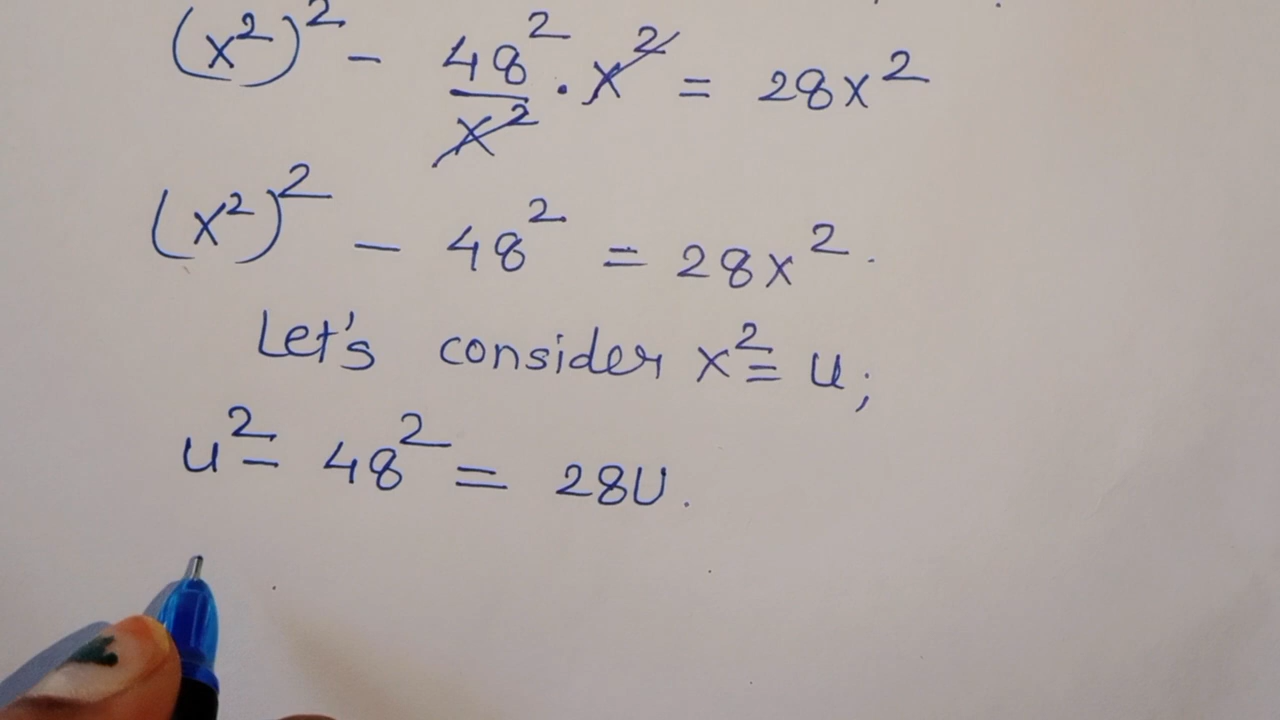 (x²)² - 48²/x² · x² = 28x²
(x²)² - 48² = 28x².
Let's consider x² = u;
u² - 48² = 28U.